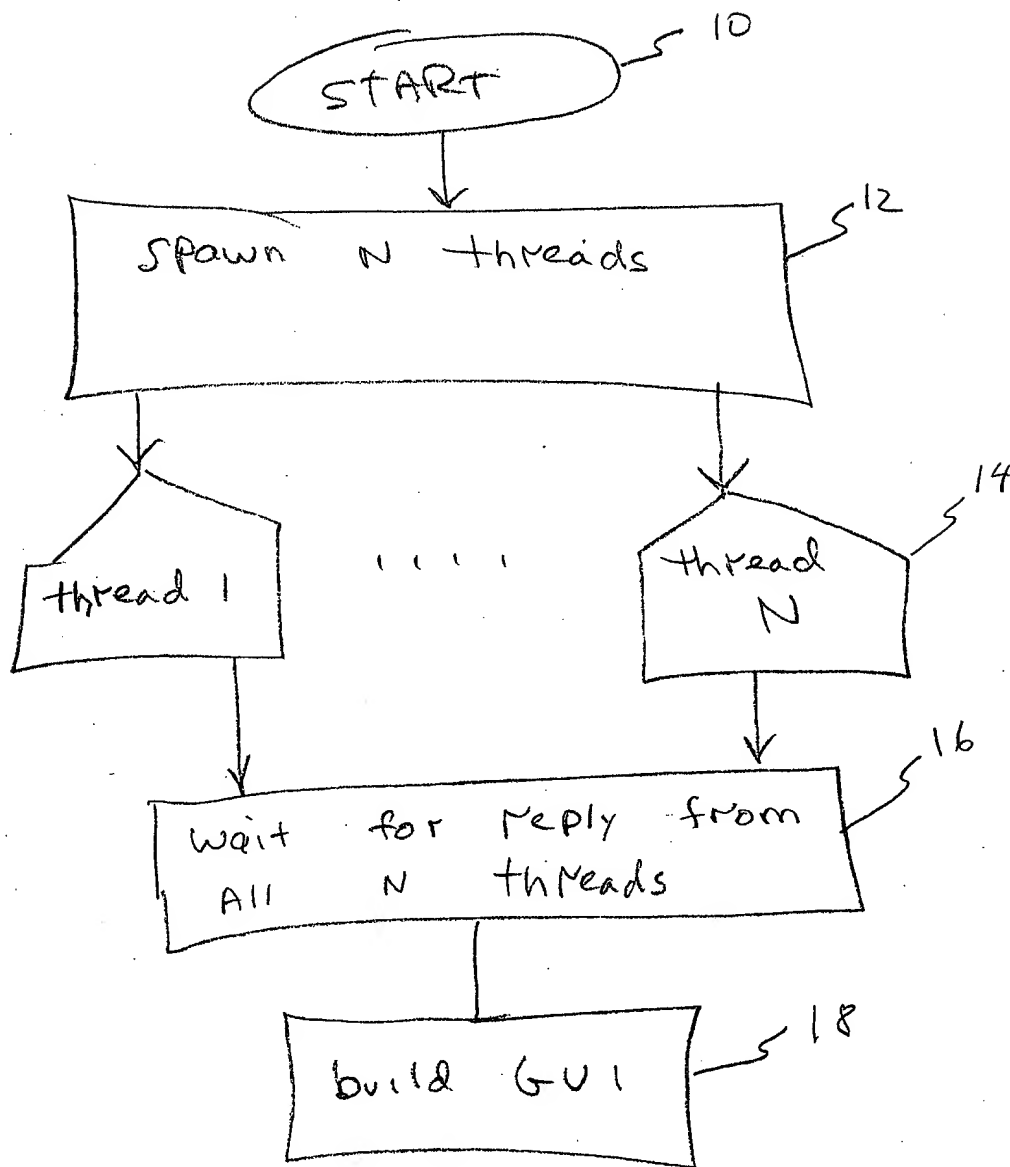 START
10
spawn N threads
12
thread 1
. . . .
thread
N
14
wait for reply from
All N threads
16
build GUI
18